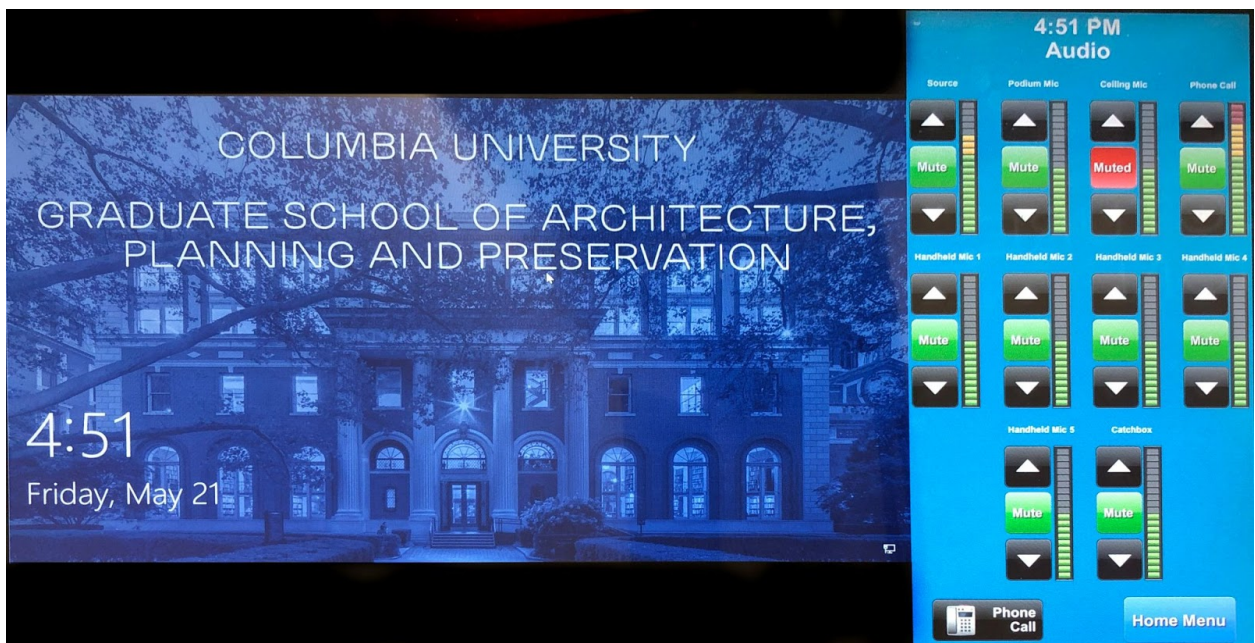 COLUMBIA UNIVERSITY
GRADUATE SCHOOL OF ARCHITECTURE,
PLANNING AND PRESERVATION
4:51
Friday, May 21
4:51 PM
Audio
Source Podium Mic Ceiling Mic Phone Call
Mute Mute Muted Mute
Handheld Mic 1 Handheld Mic 2 Handheld Mic 3 Handheld Mic 4
Mute Mute Mute Mute
Handheld Mic 5 Catchbox
Mute Mute
Phone
Call
Home Menu